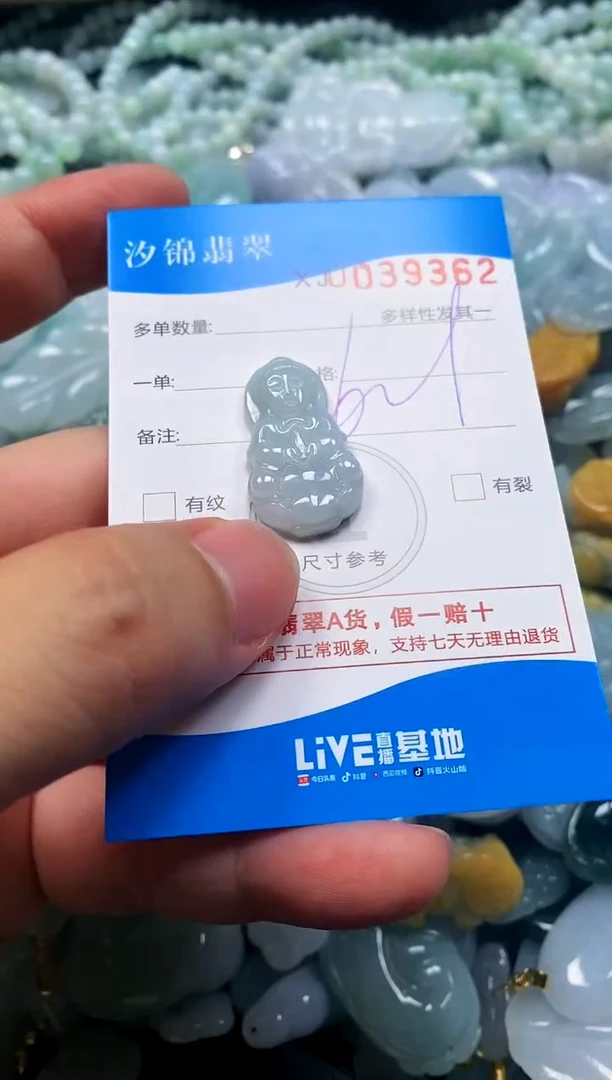 汐锦翡翠
XJ0039362
多单数量: 多样性发其一
一单: 格:
备注:
有纹 有裂
尺寸参考
翡翠A货，假一赔十
属于正常现象，支持七天无理由退货
LiVE直播基地
今日头条 抖音 西瓜视频 抖音火山版